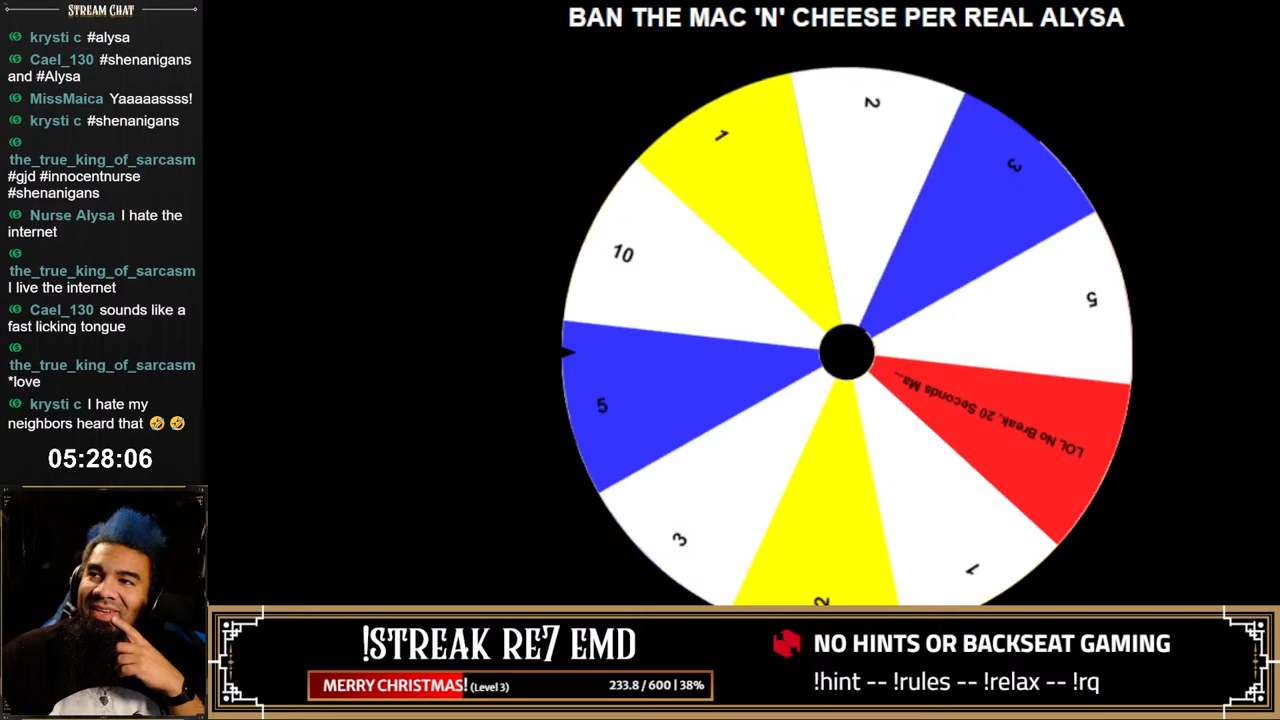 STREAM CHAT
krysti c #alysa
Cael_130 #shenanigans
and #Alysa
MissMaica Yaaaaassss!
krysti c #shenanigans
the_true_king_of_sarcasm
#gjd #innocentnurse
#shenanigans
Nurse Alysa I hate the
internet
the_true_king_of_sarcasm
I live the internet
Cael_130 sounds like a
fast licking tongue
the_true_king_of_sarcasm
*love
krysti c I hate my
neighbors heard that 🤣 🤣
05:28:06
BAN THE MAC 'N' CHEESE PER REAL ALYSA
1
2
3
5
LOL No Break, 20 Seconds Ma...
1
2
3
5
10
!STREAK RE7 EMD
MERRY CHRISTMAS! (Level 3)
233.8 / 600 | 38%
NO HINTS OR BACKSEAT GAMING
!hint -- !rules -- !relax -- !rq